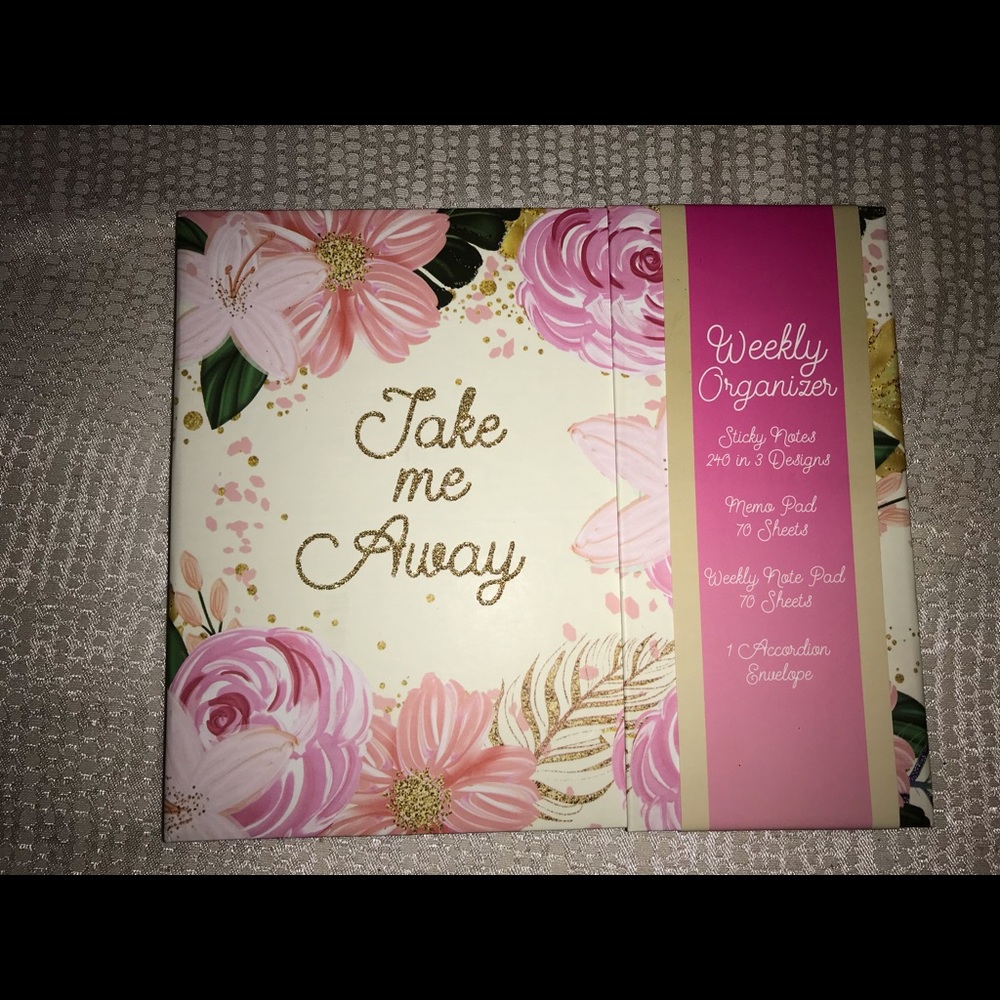 Take
me
Away
Weekly
Organizer
Sticky Notes
240 in 3 Designs
Memo Pad
70 Sheets
Weekly Note Pad
70 Sheets
1 Accordion
Envelope